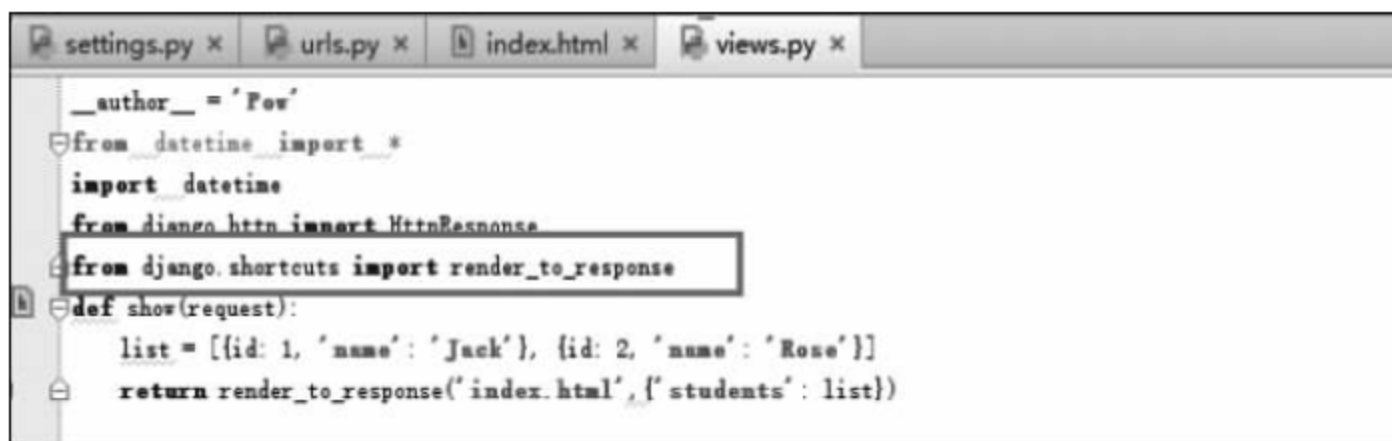 settings.py × urls.py × index.html × views.py ×
__author__ = 'Pow'
from datetime import *
import datetime
from django.http import HttpResponse
from django.shortcuts import render_to_response
def show(request):
list = [{id: 1, 'name': 'Jack'}, {id: 2, 'name': 'Rose'}]
return render_to_response('index.html',{'students': list})